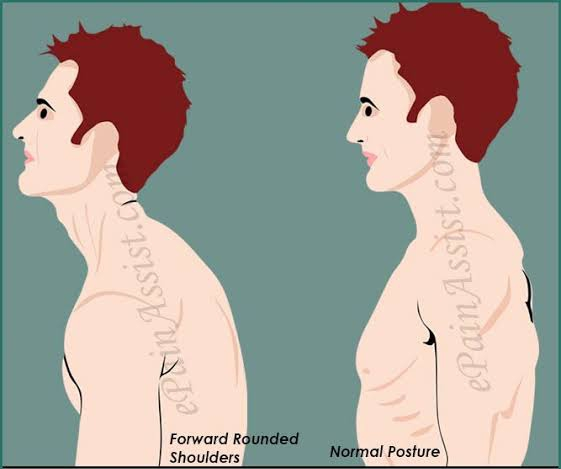 ePainAssist.com
ePainAssist.com
Forward Rounded
Shoulders
Normal Posture